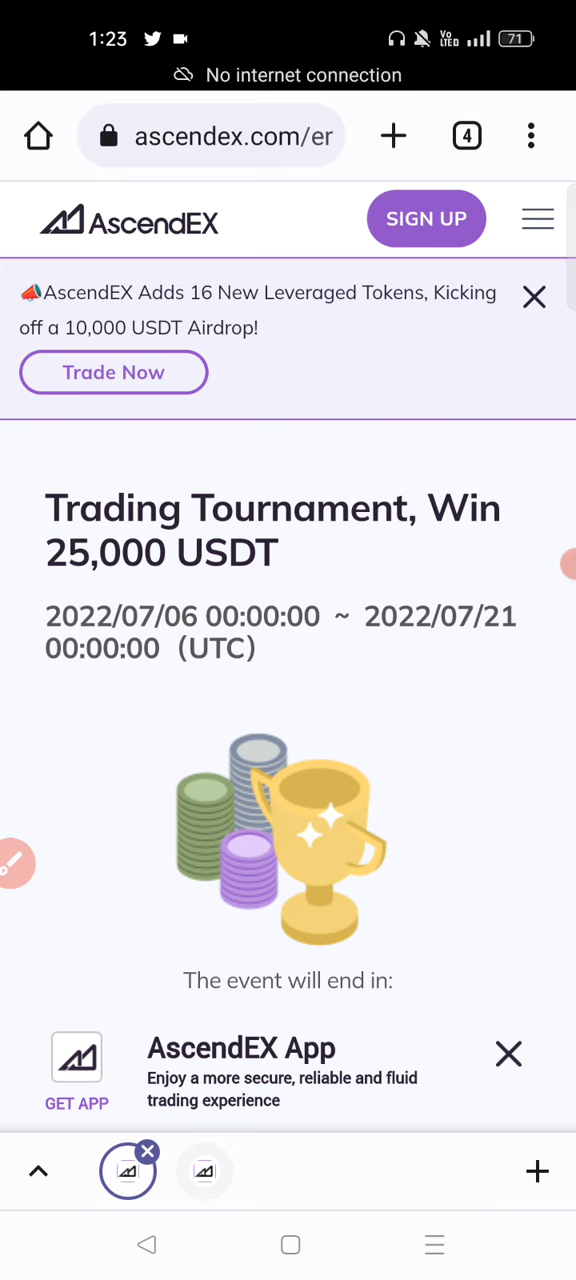 1:23
Vo
LTED
71
No internet connection
ascendex.com/er
4
AscendEX
SIGN UP
📣AscendEX Adds 16 New Leveraged Tokens, Kicking
off a 10,000 USDT Airdrop!
Trade Now
Trading Tournament, Win
25,000 USDT
2022/07/06 00:00:00 ~ 2022/07/21
00:00:00 (UTC)
The event will end in:
AscendEX App
Enjoy a more secure, reliable and fluid
trading experience
GET APP